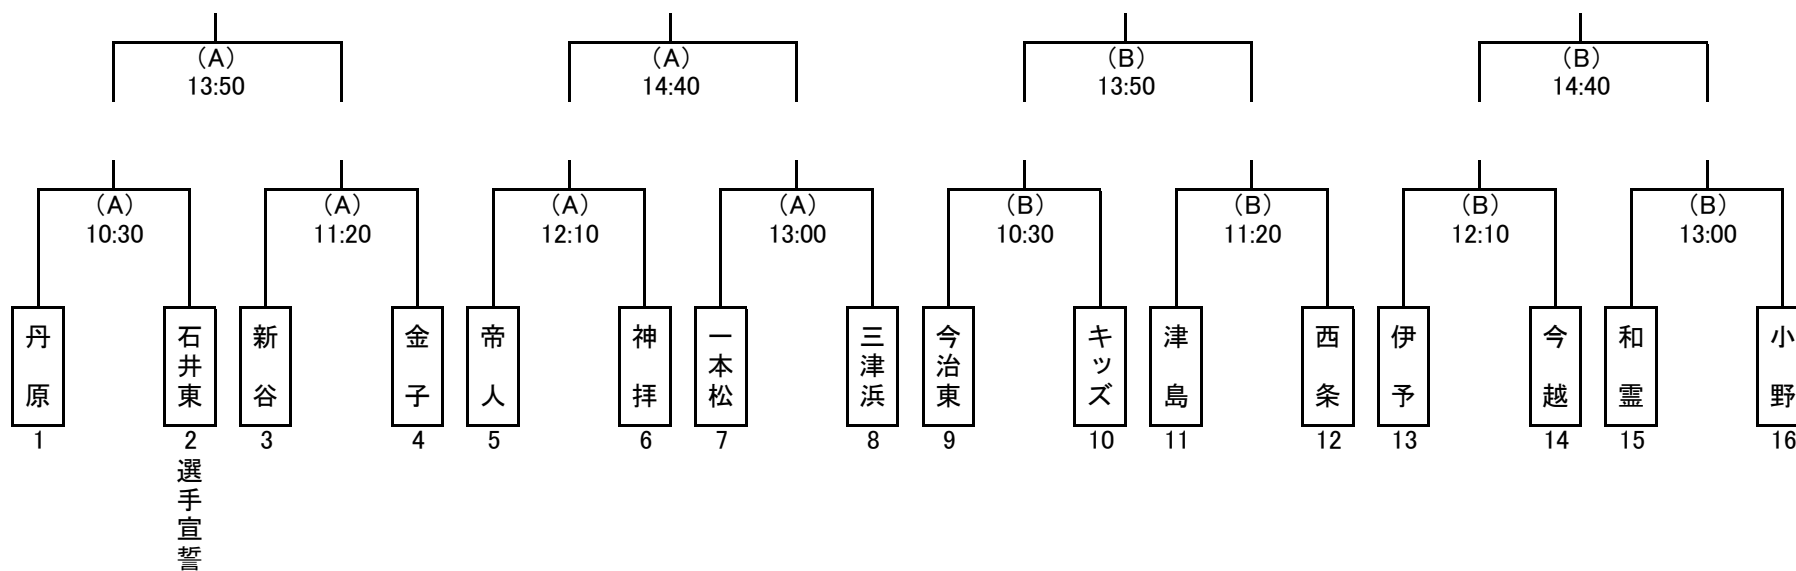 (A)
13:50
(A)
14:40
(B)
13:50
(B)
14:40
(A)
10:30
(A)
11:20
(A)
12:10
(A)
13:00
(B)
10:30
(B)
11:20
(B)
12:10
(B)
13:00
丹原
石井東
新谷
金子
帝人
神拝
一本松
三津浜
今治東
キッズ
津島
西条
伊予
今越
和霊
小野
1
2
3
4
5
6
7
8
9
10
11
12
13
14
15
16
選手宣誓